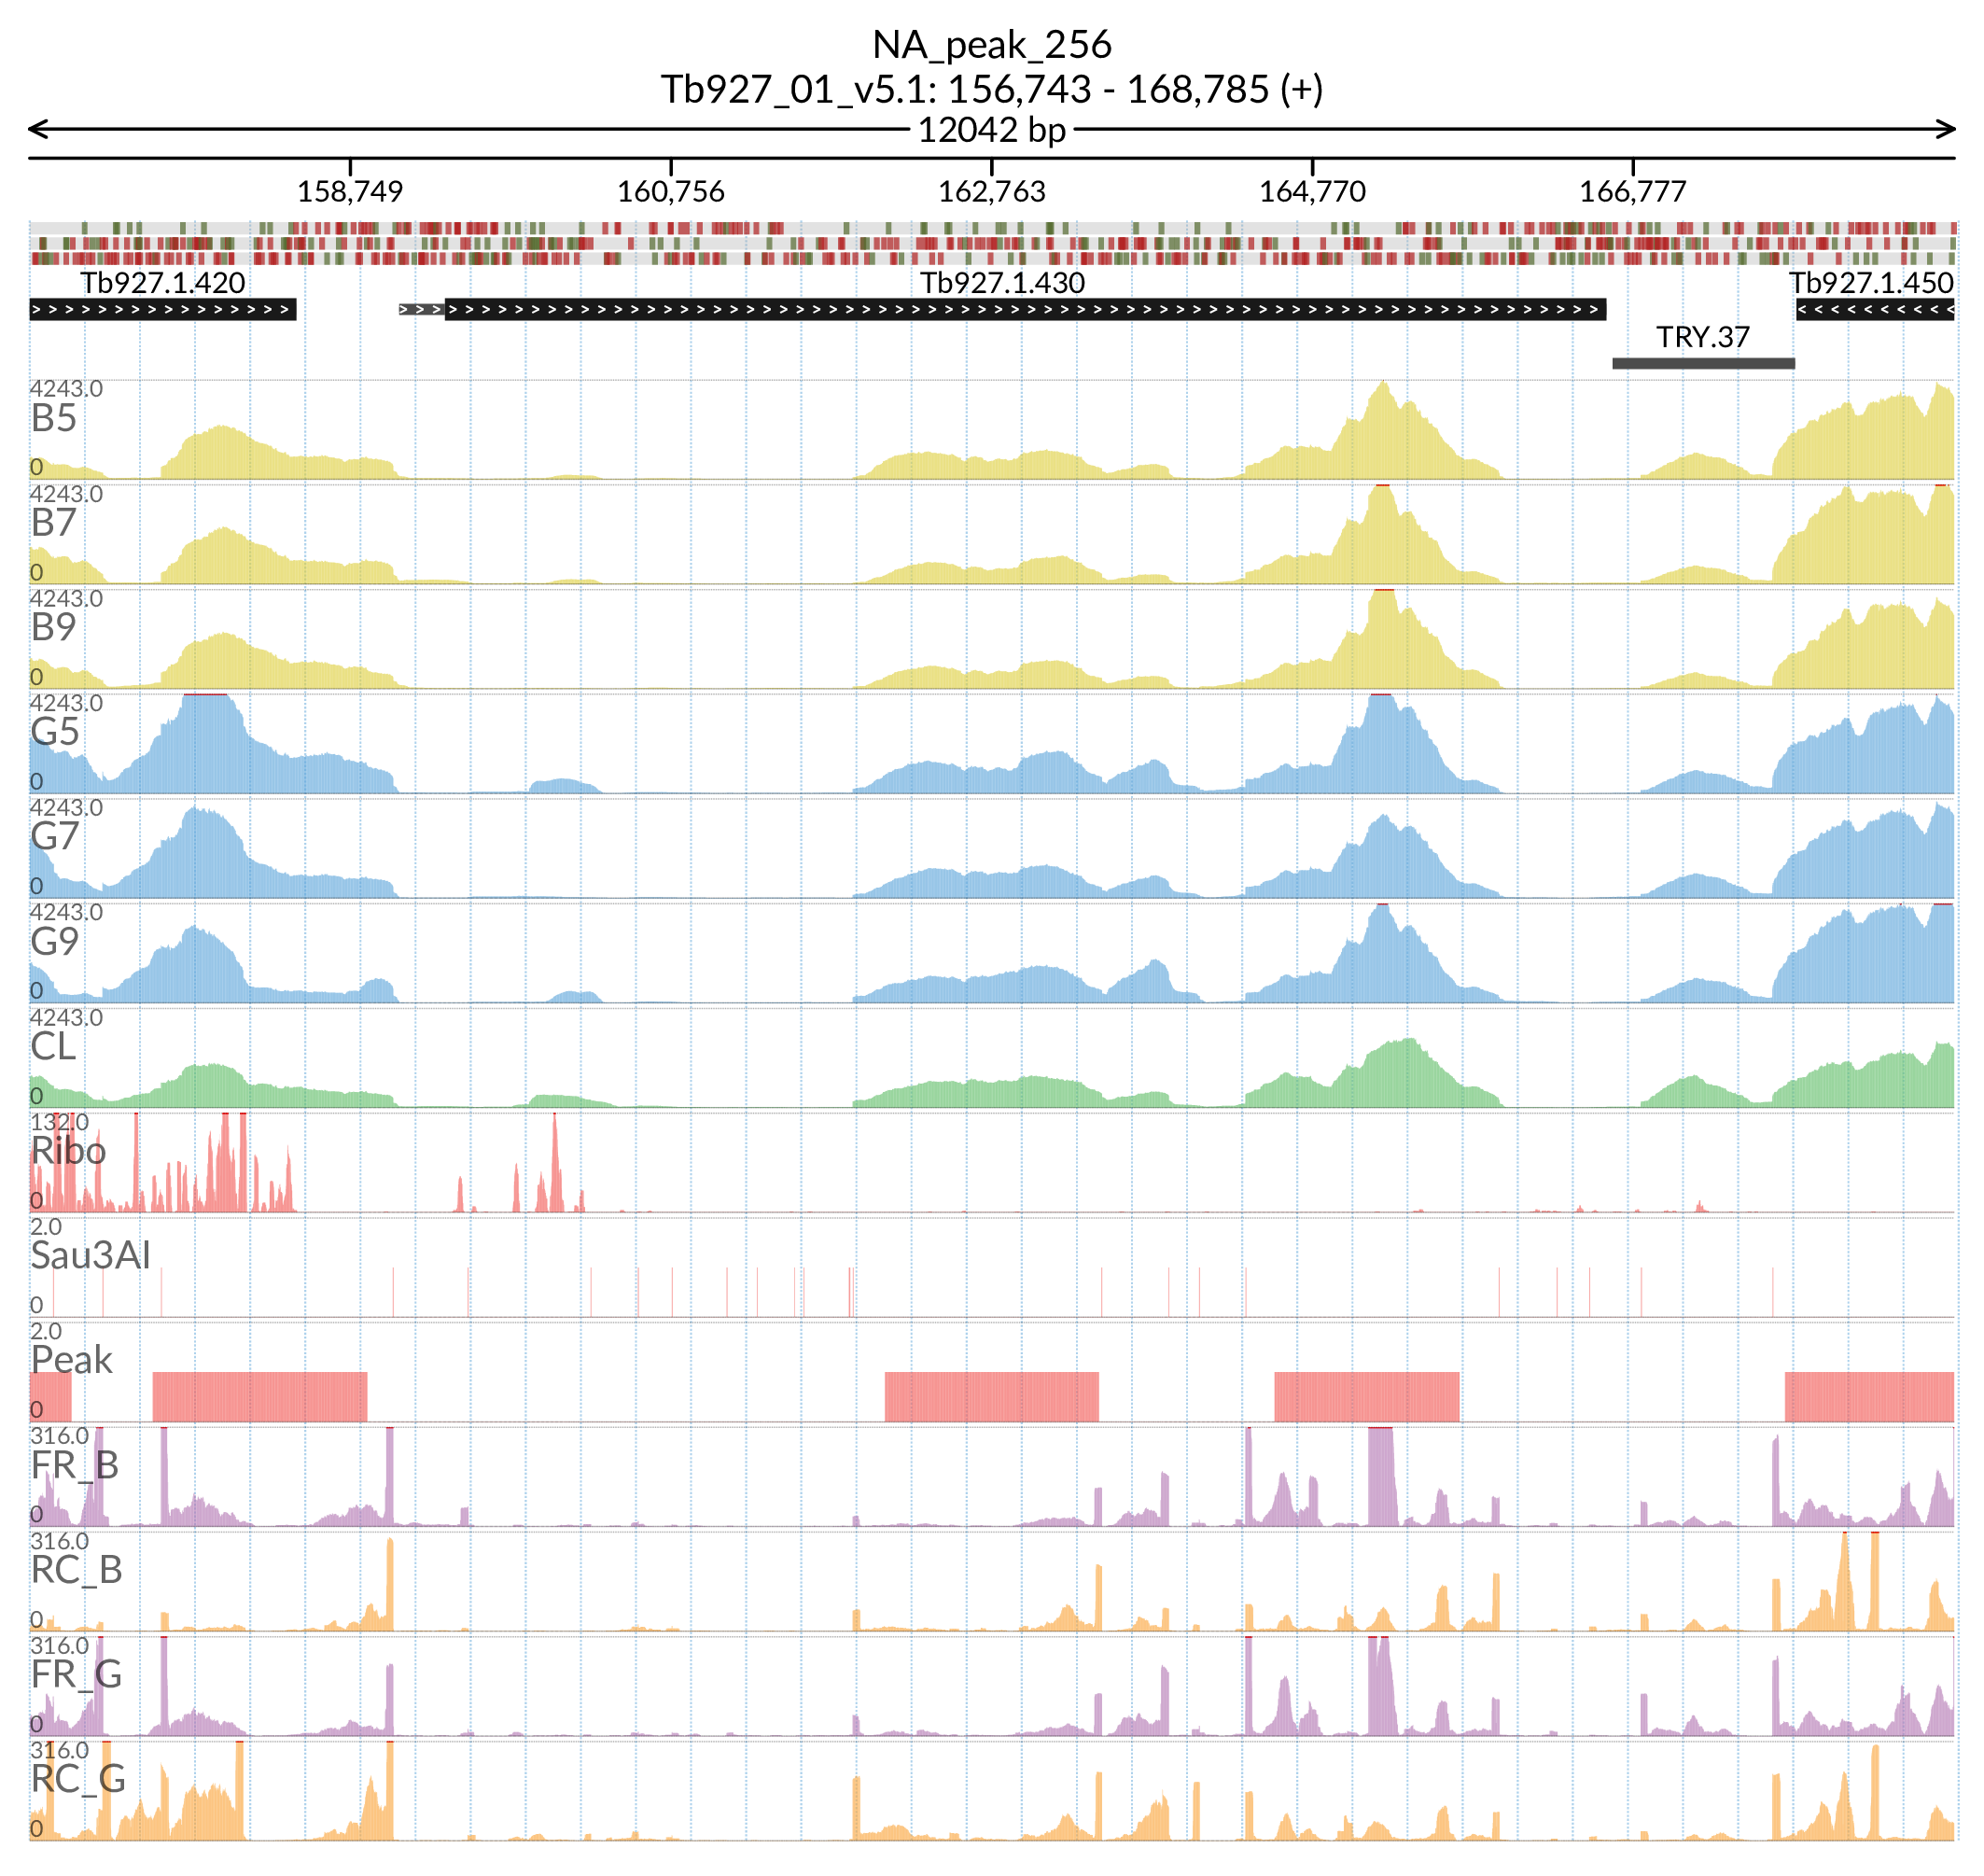 NA_peak_256
Tb927_01_v5.1: 156,743 - 168,785 (+)
12042 bp
158,749 160,756 162,763 164,770 166,777
Tb927.1.420 Tb927.1.430 Tb927.1.450
TRY.37
4243.0
B5
0
4243.0
B7
0
4243.0
B9
0
4243.0
G5
0
4243.0
G7
0
4243.0
G9
0
4243.0
CL
0
132.0
Ribo
0
2.0
Sau3AI
0
2.0
Peak
0
316.0
FR_B
0
316.0
RC_B
0
316.0
FR_G
0
316.0
RC_G
0